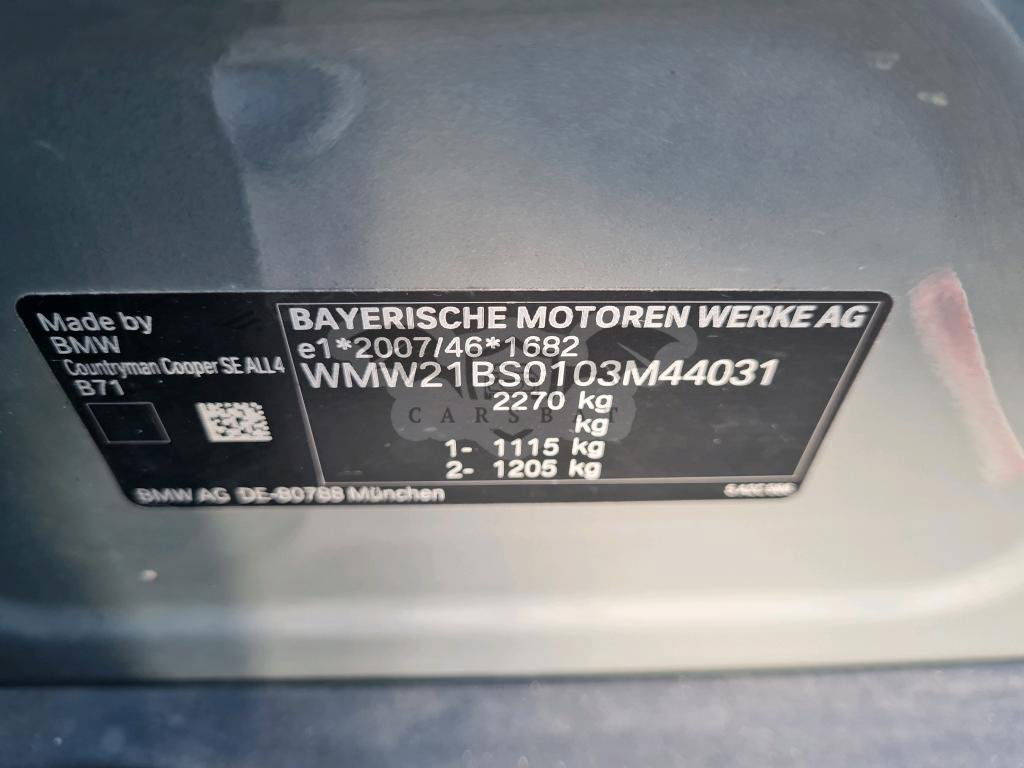 Made by
BMW
Countryman Cooper SE ALL4
B71
BAYERISCHE MOTOREN WERKE AG
e1*2007/46*1682
WMW21BS0103M44031
2270 kg
kg
1- 1115 kg
2- 1205 kg
CARSBAT
BMW AG DE-80788 München